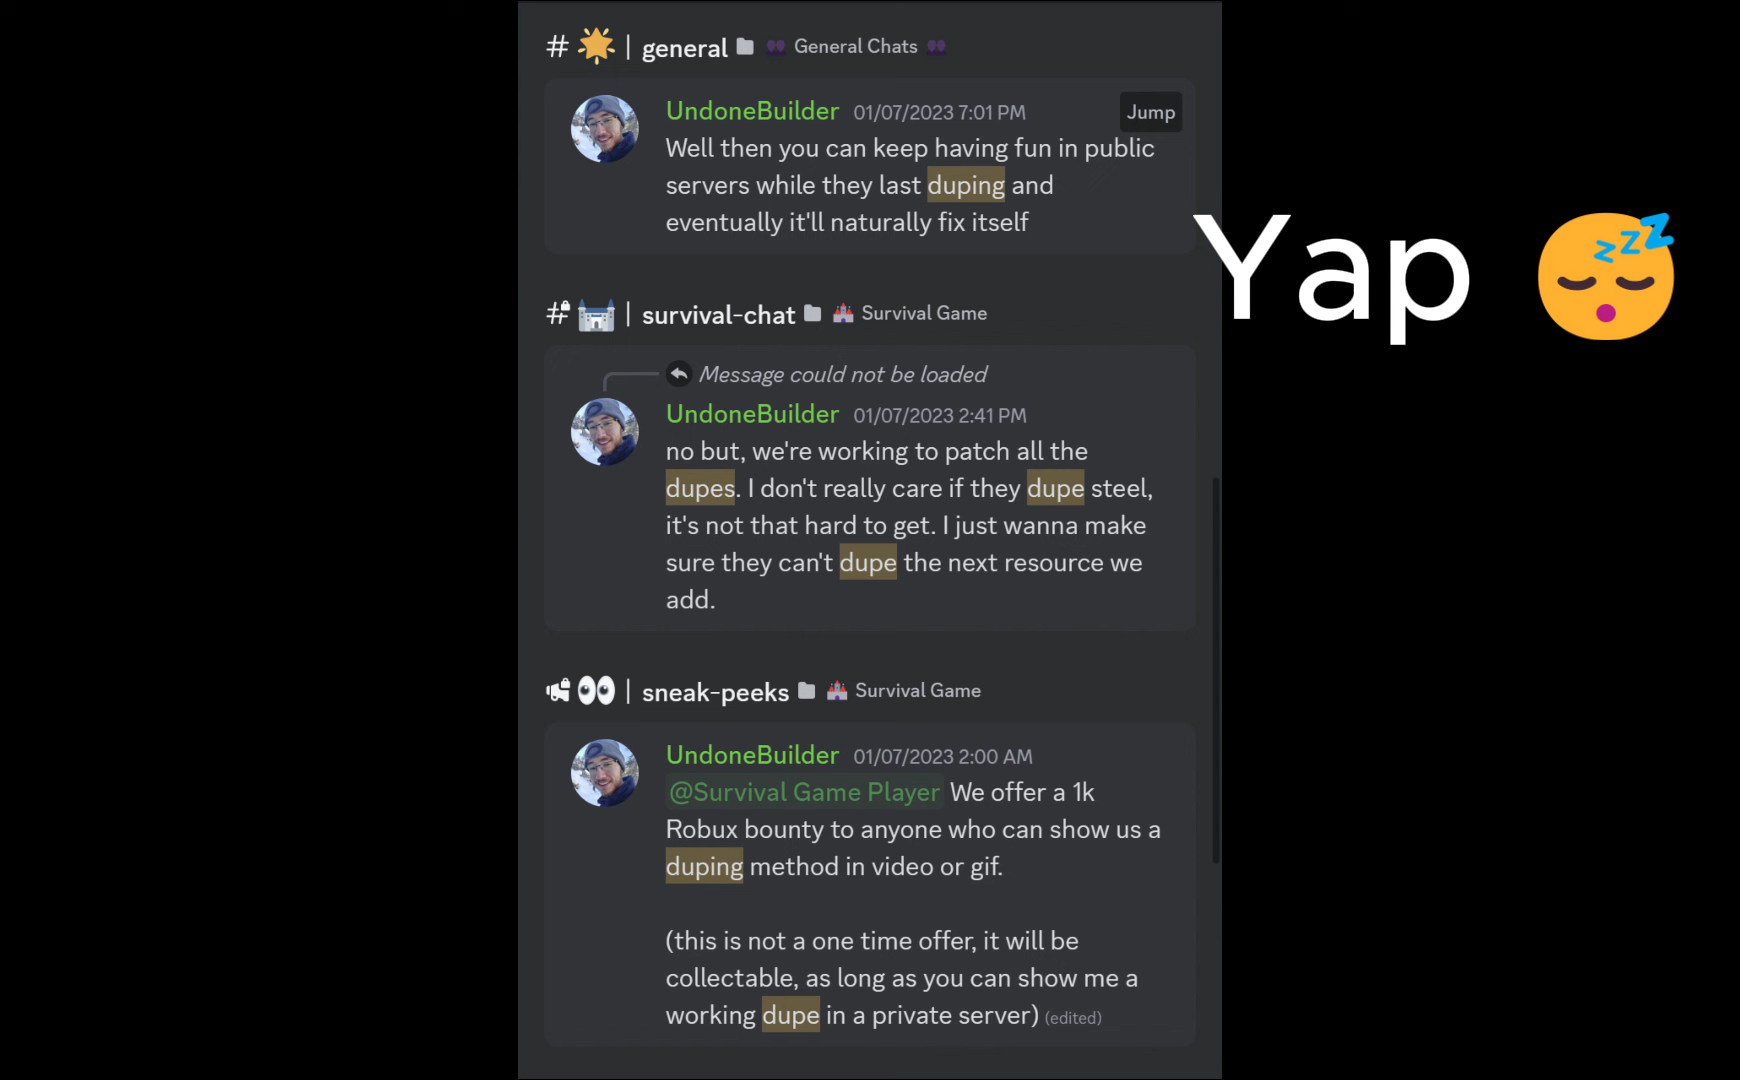 # | general General Chats
UndoneBuilder 01/07/2023 7:01 PM
Jump
Well then you can keep having fun in public
servers while they last duping and
eventually it'll naturally fix itself
Yap
zzz
# | survival-chat Survival Game
Message could not be loaded
UndoneBuilder 01/07/2023 2:41 PM
no but, we're working to patch all the
dupes. I don't really care if they dupe steel,
it's not that hard to get. I just wanna make
sure they can't dupe the next resource we
add.
| sneak-peeks Survival Game
UndoneBuilder 01/07/2023 2:00 AM
@Survival Game Player We offer a 1k
Robux bounty to anyone who can show us a
duping method in video or gif.
(this is not a one time offer, it will be
collectable, as long as you can show me a
working dupe in a private server) (edited)